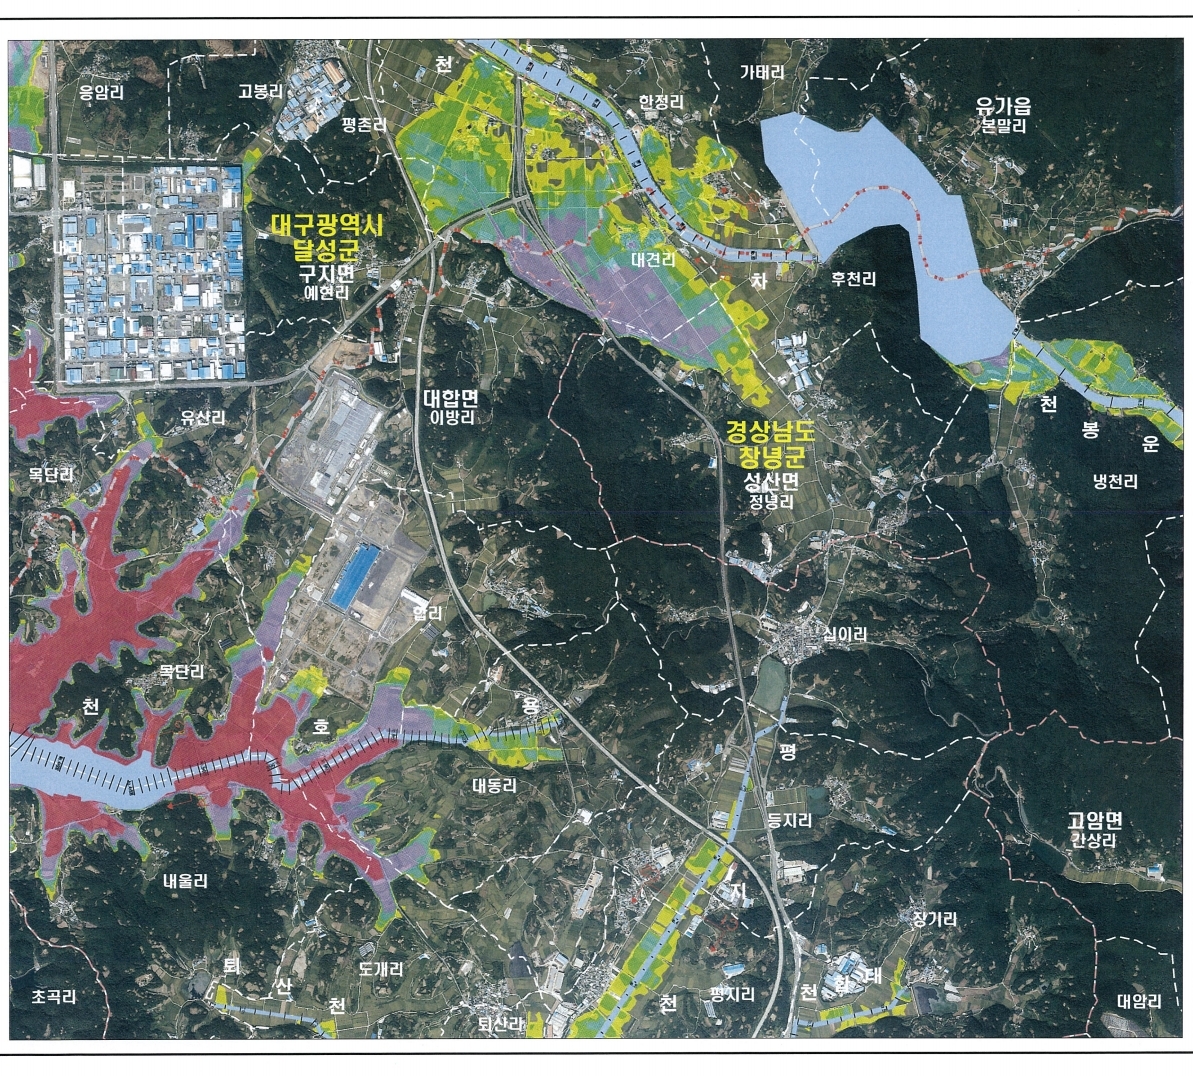 천
응암리
고봉리
평촌리
가태리
한정리
유가읍
본말리
대구광역시
달성군
구지면
예현리
내리
대견리
차
후천리
유산리
대합면
이방리
천
봉
운
경상남도
창녕군
성산면
정녕리
목단리
냉천리
합리
십이리
목단리
천
호
용
평
대동리
등지리
고암면
간상리
내울리
지
장거리
퇴
산
천
도개리
초곡리
퇴산리
천
평지리
천
태
대암리